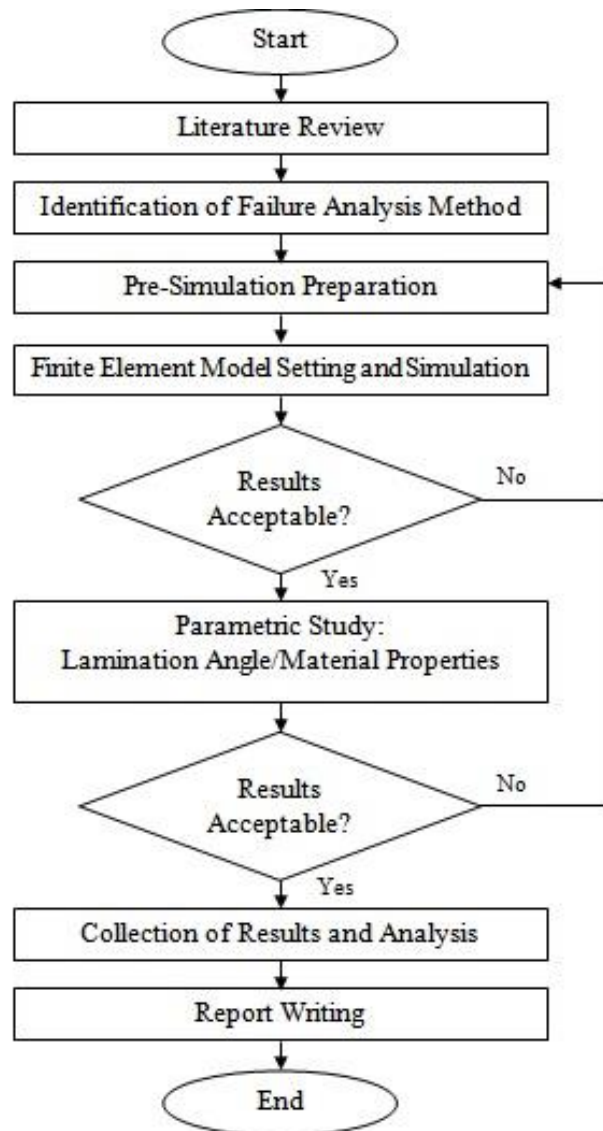 Start
Literature Review
Identification of Failure Analysis Method
Pre-Simulation Preparation
Finite Element Model Setting and Simulation
Results
Acceptable?
No
Yes
Parametric Study:
Lamination Angle/Material Properties
Results
Acceptable?
No
Yes
Collection of Results and Analysis
Report Writing
End